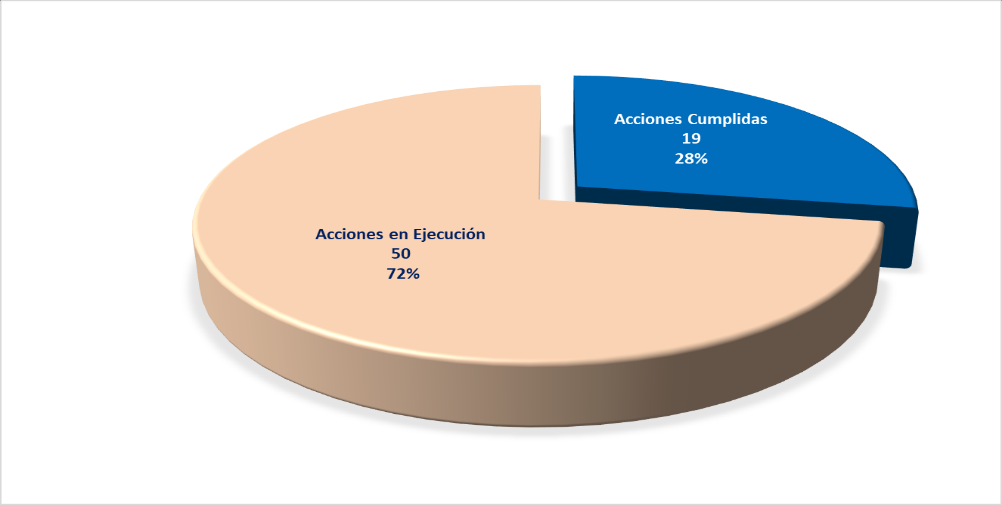 Acciones Cumplidas
19
28%
Acciones en Ejecución
50
72%